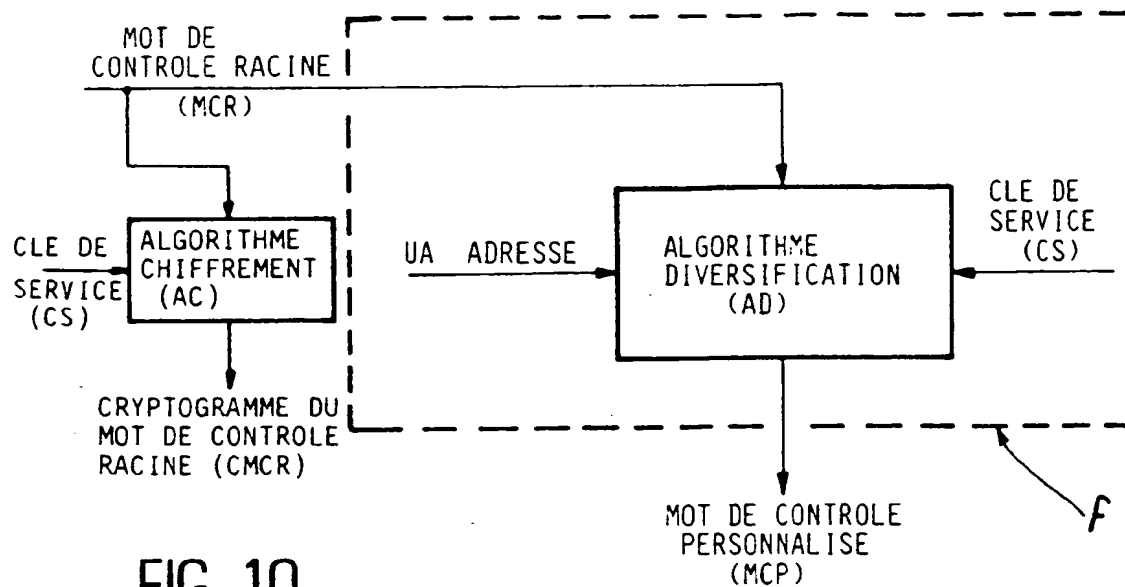 MOT DE
CONTROLE RACINE
(MCR)
CLE DE
SERVICE
(CS)
ALGORITHME
CHIFFREMENT
(AC)
UA ADRESSE
ALGORITHME
DIVERSIFICATION
(AD)
CLE DE
SERVICE
(CS)
CRYPTOGRAMME DU
MOT DE CONTROLE
RACINE (CMCR)
MOT DE CONTROLE
PERSONNALISE
(MCP)
F
FIG. 10